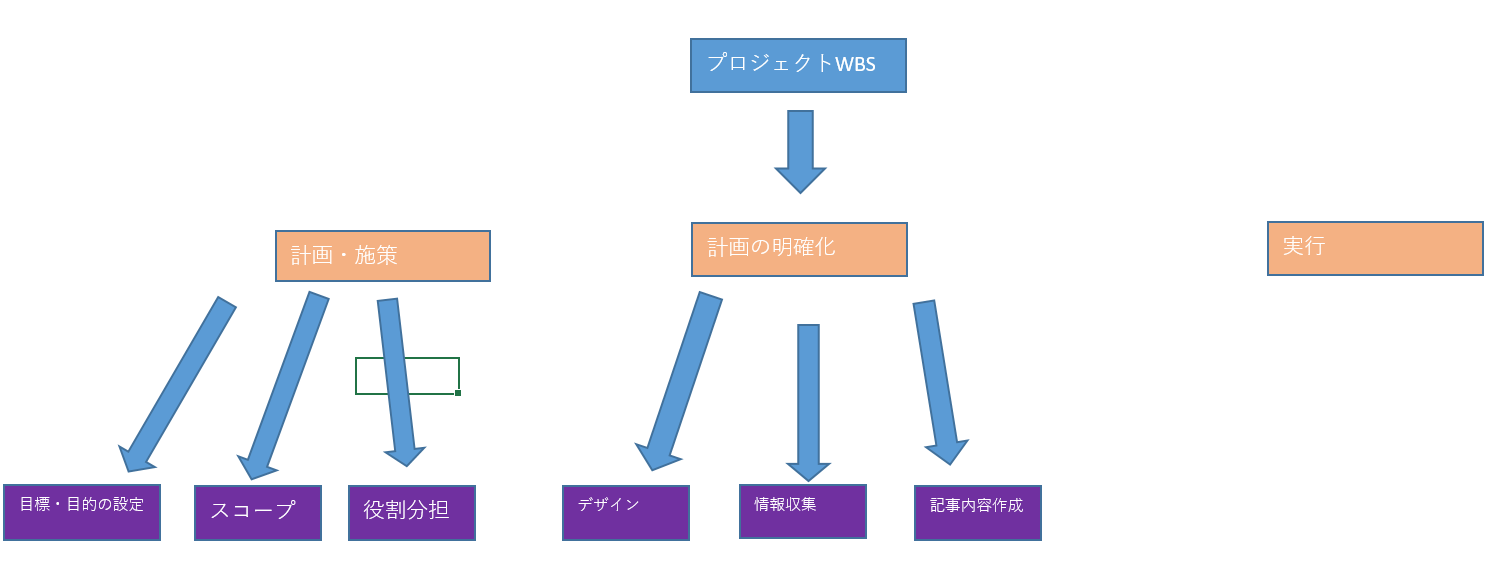 プロジェクトWBS
計画・施策
計画の明確化
実行
目標・目的の設定
スコープ
役割分担
デザイン
情報収集
記事内容作成